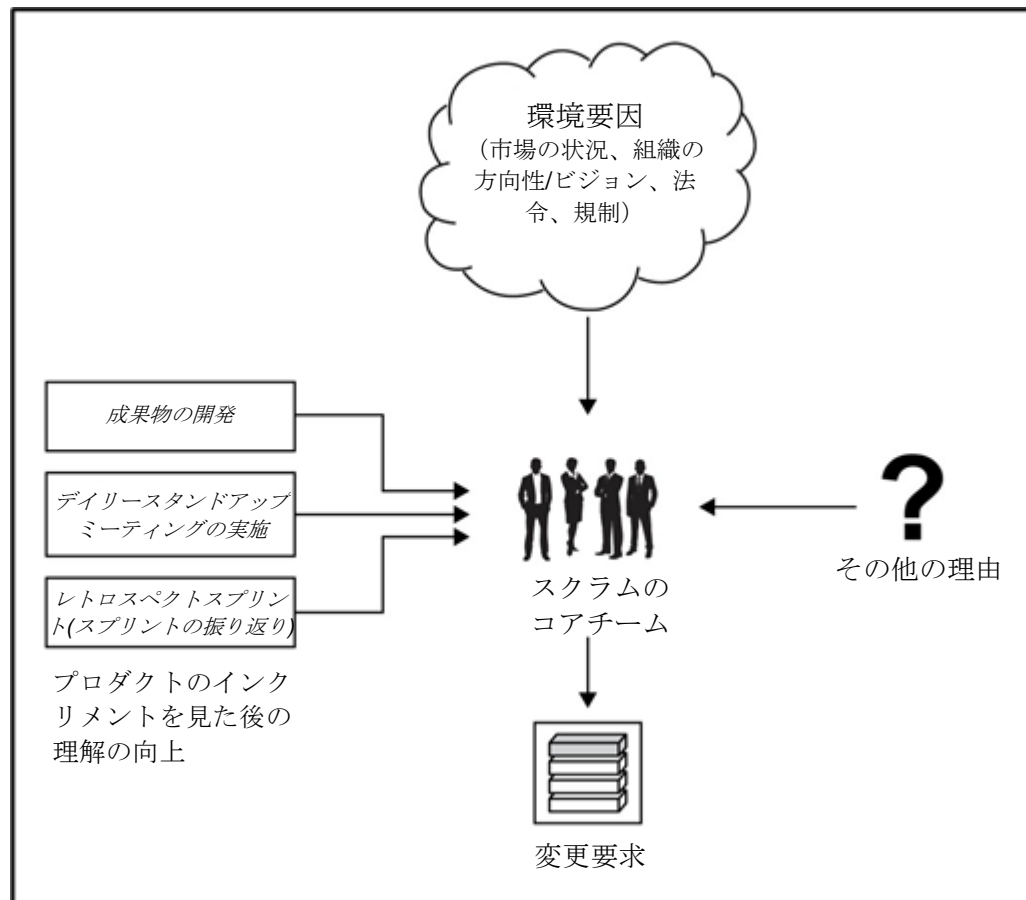 環境要因
（市場の状況、組織の
方向性/ビジョン、法
令、規制）
成果物の開発
デイリースタンドアップ
ミーティングの実施
レトロスペクトスプリン
ト(スプリントの振り返り)
プロダクトのインク
リメントを見た後の
理解の向上
スクラムの
コアチーム
?
その他の理由
変更要求